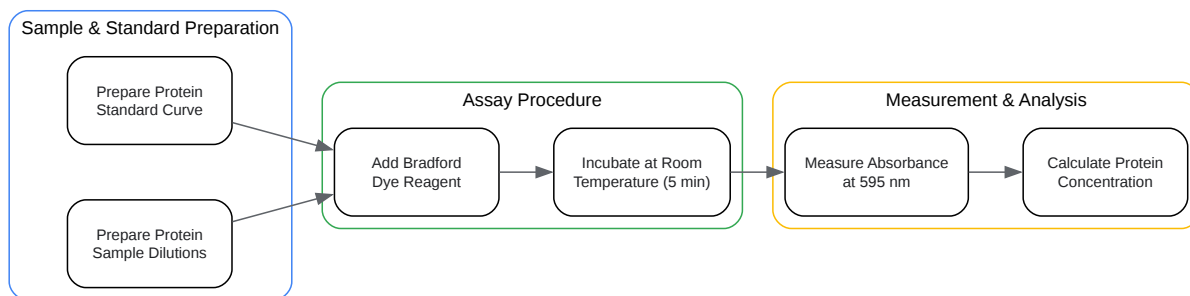 Sample & Standard Preparation
Prepare Protein
Standard Curve
Prepare Protein
Sample Dilutions
Assay Procedure
Add Bradford
Dye Reagent
Incubate at Room
Temperature (5 min)
Measurement & Analysis
Measure Absorbance
at 595 nm
Calculate Protein
Concentration